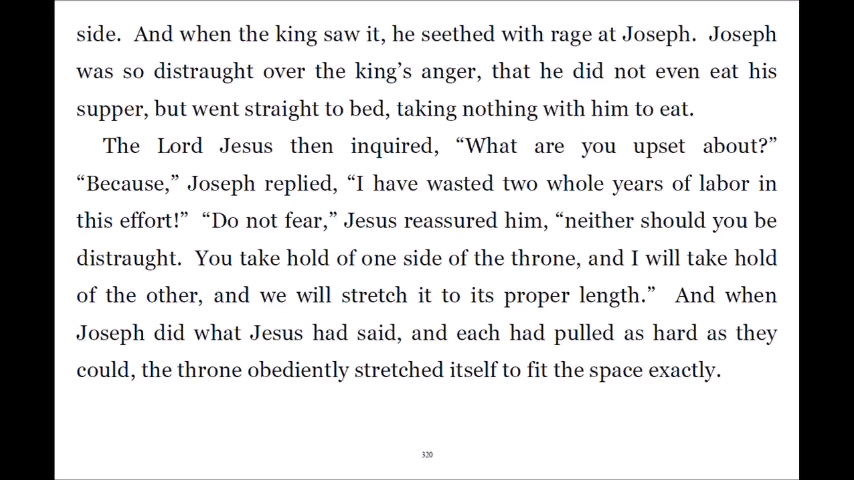 side.  And when the king saw it, he seethed with rage at Joseph.  Joseph
was so distraught over the king’s anger, that he did not even eat his
supper, but went straight to bed, taking nothing with him to eat.
The Lord Jesus then inquired, “What are you upset about?”
“Because,” Joseph replied, “I have wasted two whole years of labor in
this effort!”  “Do not fear,” Jesus reassured him, “neither should you be
distraught.  You take hold of one side of the throne, and I will take hold
of the other, and we will stretch it to its proper length.”  And when
Joseph did what Jesus had said, and each had pulled as hard as they
could, the throne obediently stretched itself to fit the space exactly.
320